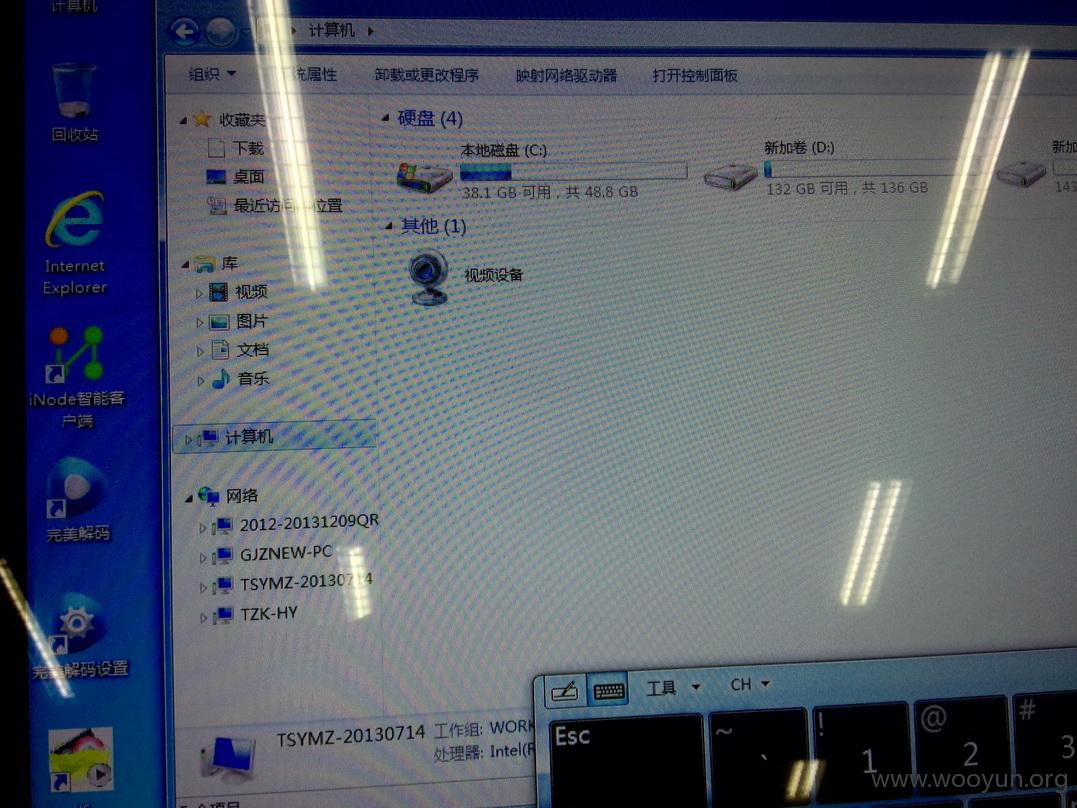 计算机
回收站
Internet
Explorer
iNode智能客
户端
完美解码
完美解码设置
计算机
组织
系统属性
卸载或更改程序
映射网络驱动器
打开控制面板
收藏夹
下载
桌面
最近访问的位置
库
视频
图片
文档
音乐
计算机
网络
2012-20131209QR
GJZNEW-PC
TSYMZ-20130714
TZK-HY
硬盘 (4)
本地磁盘 (C:)
38.1 GB 可用，共 48.8 GB
新加卷 (D:)
132 GB 可用，共 136 GB
新加
143
其他 (1)
视频设备
TSYMZ-20130714 工作组: WORK
处理器: Intel(R
工具
CH
Esc
~ `
! 1
@ 2
# 3
www.wooyun.org